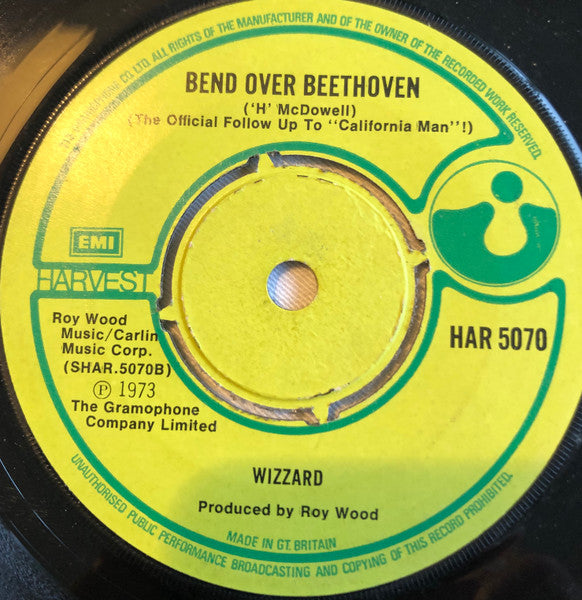 CO. LTD. ALL RIGHTS OF THE MANUFACTURER AND OF THE OWNER OF THE RECORDED WORK RESERVED.
BEND OVER BEETHOVEN
('H' McDowell)
(The Official Follow Up To "California Man"!)
EMI
HARVEST
Roy Wood
Music/Carlin
Music Corp.
(SHAR.5070B)
Ⓟ 1973
The Gramophone
Company Limited
HAR 5070
WIZZARD
Produced by Roy Wood
MADE IN GT. BRITAIN
UNAUTHORISED PUBLIC PERFORMANCE BROADCASTING AND COPYING OF THIS RECORD PROHIBITED.